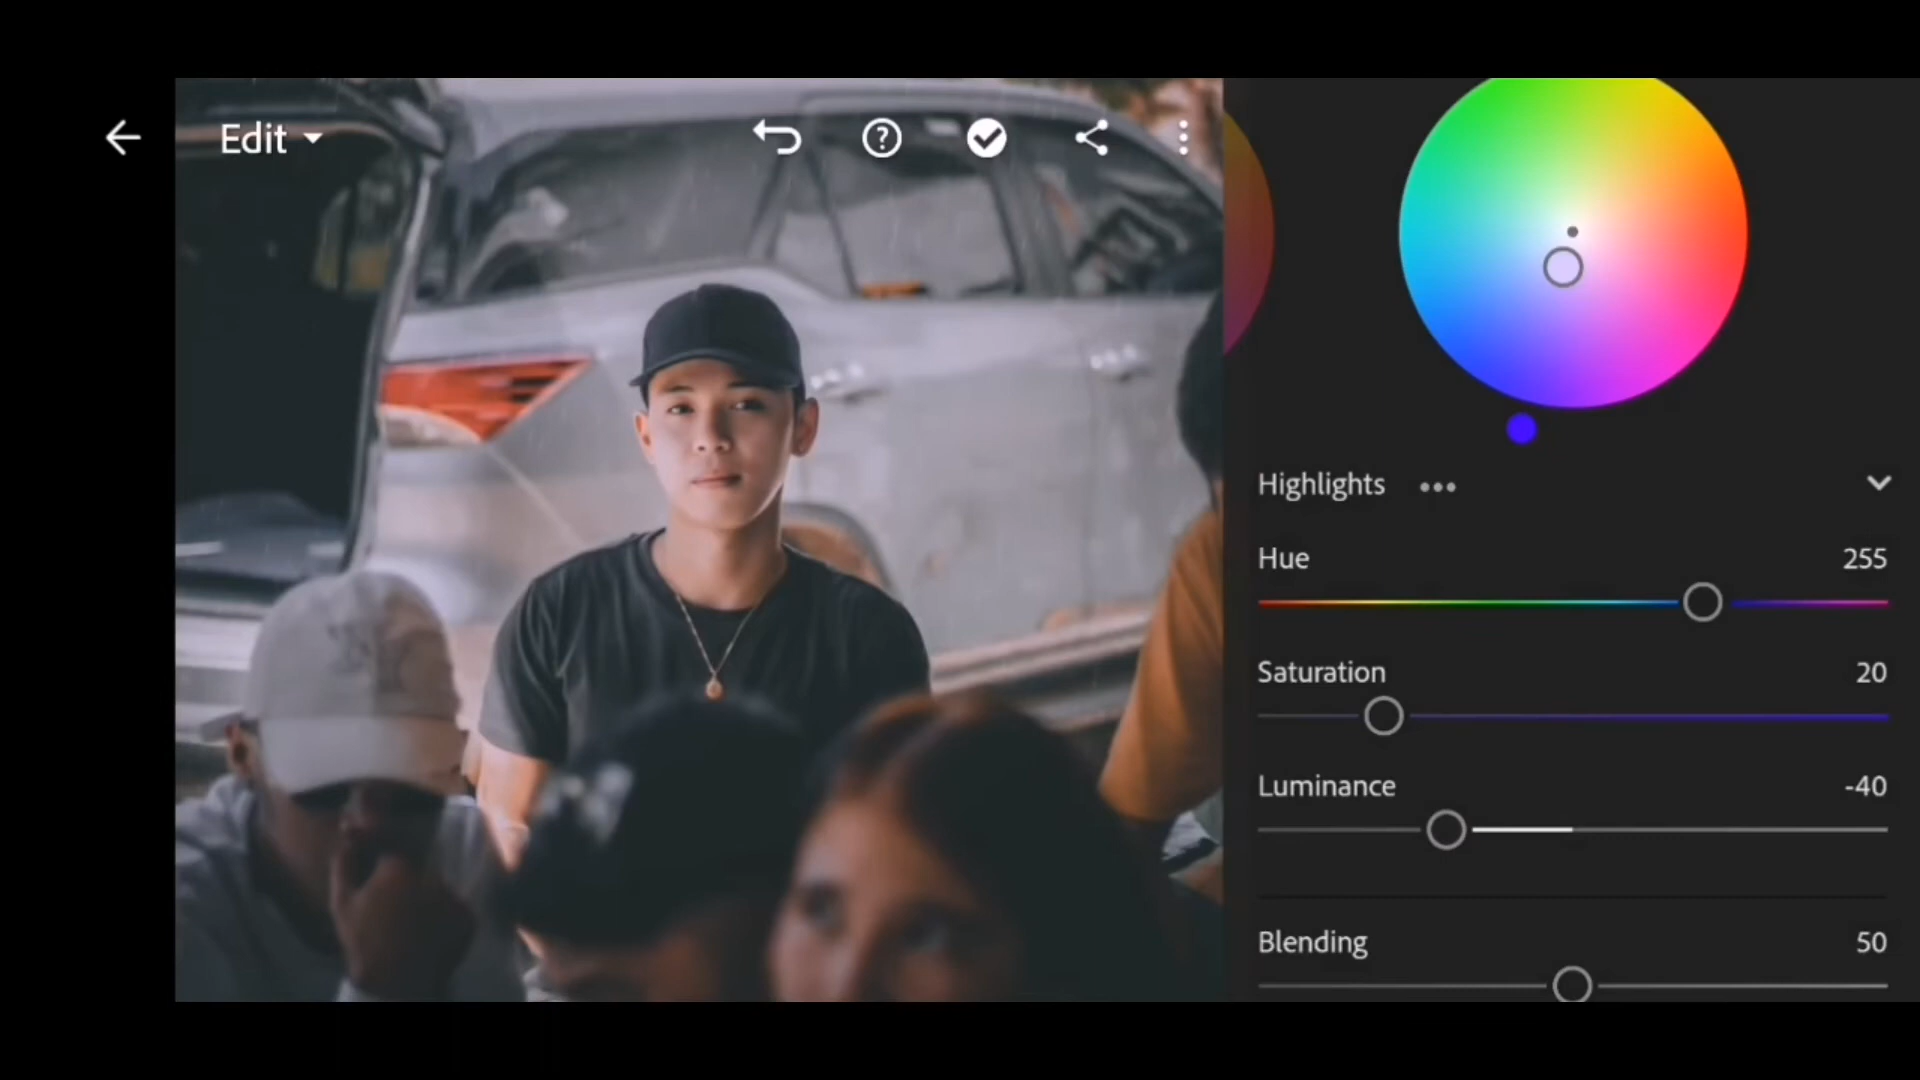 Edit
Highlights
Hue 255
Saturation 20
Luminance -40
Blending 50